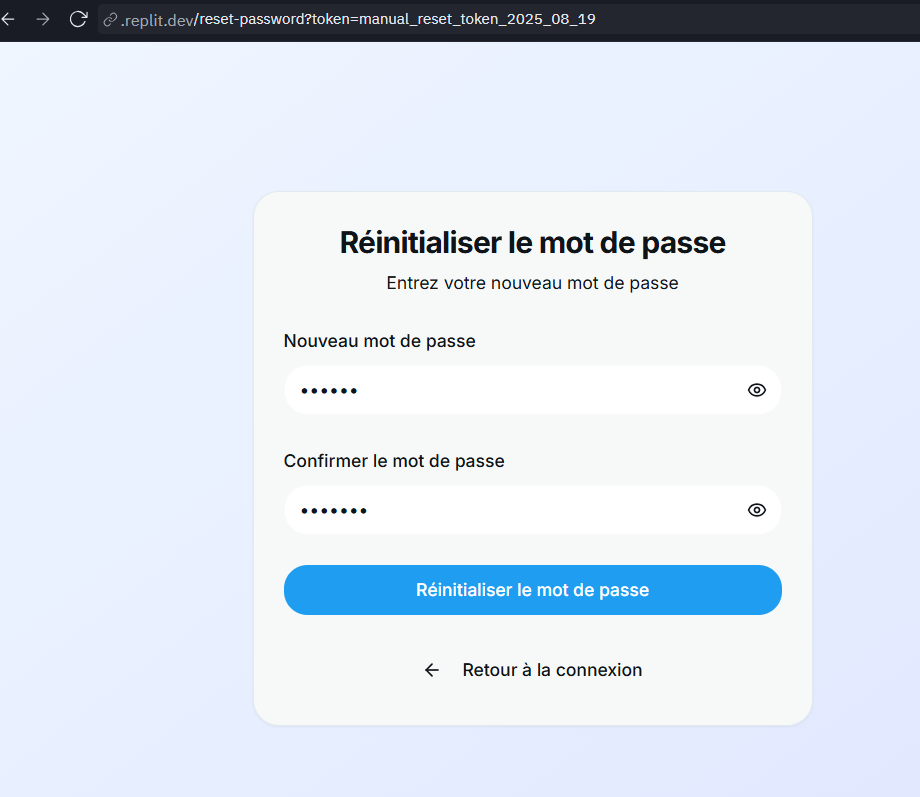 .replit.dev/reset-password?token=manual_reset_token_2025_08_19
Réinitialiser le mot de passe
Entrez votre nouveau mot de passe
Nouveau mot de passe
••••••
Confirmer le mot de passe
•••••••
Réinitialiser le mot de passe
← Retour à la connexion